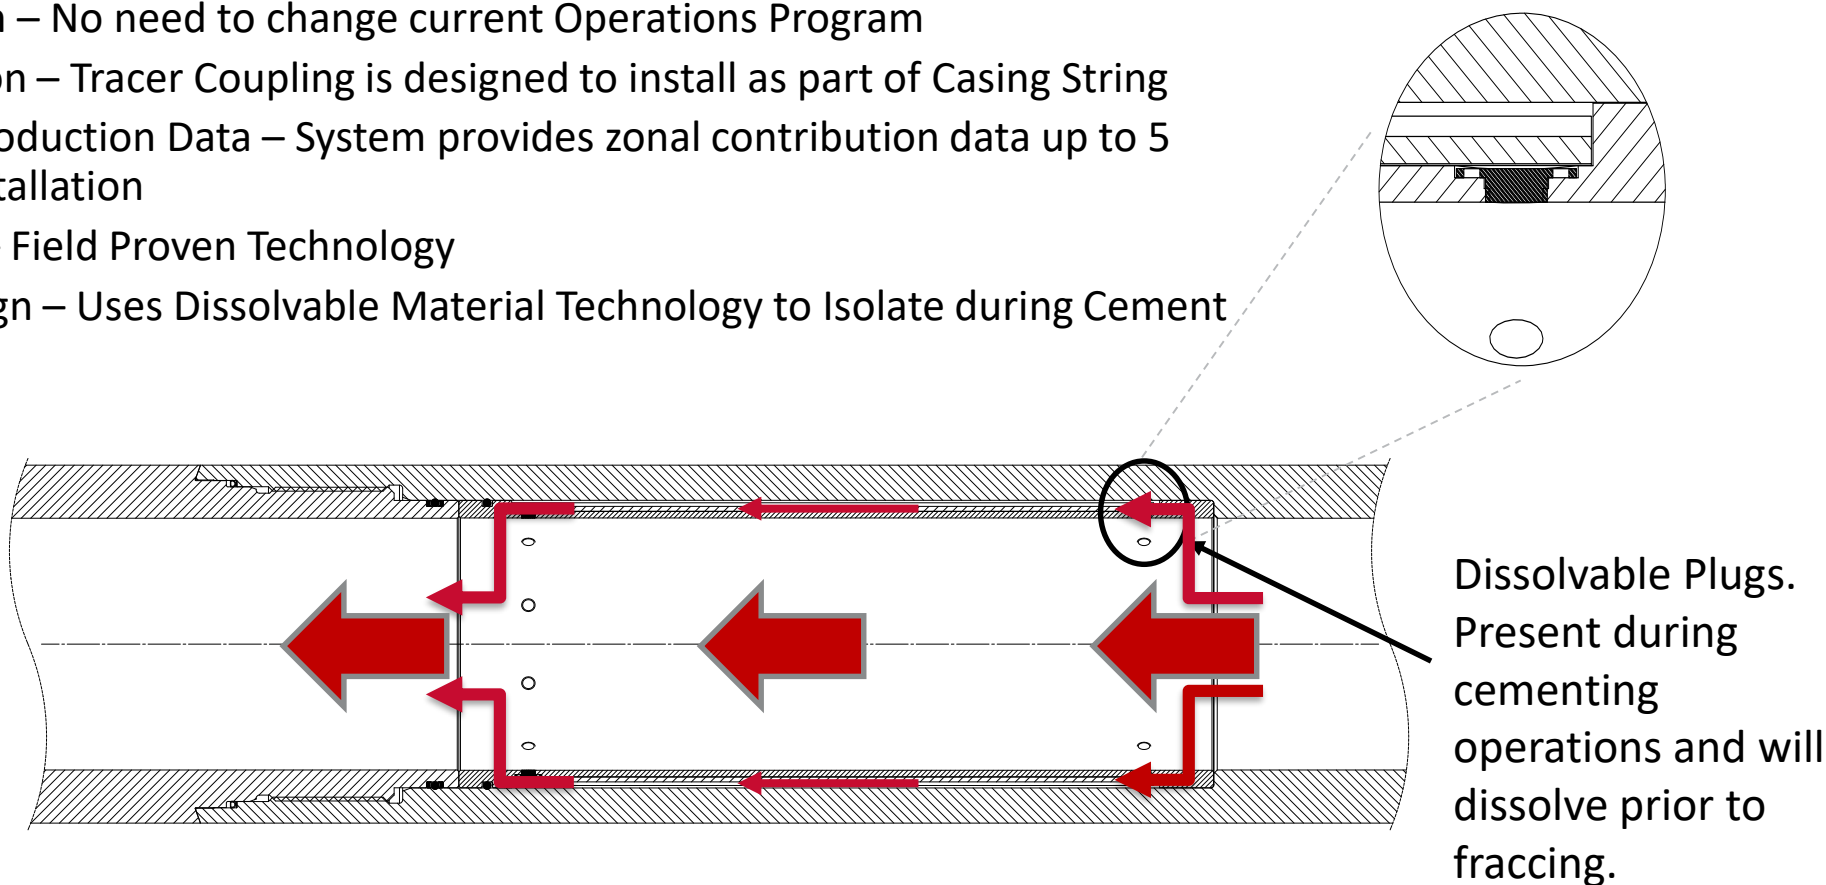 – No need to change current Operations Program
on – Tracer Coupling is designed to install as part of Casing String
oduction Data – System provides zonal contribution data up to 5
tallation
– Field Proven Technology
gn – Uses Dissolvable Material Technology to Isolate during Cement
Dissolvable Plugs.
Present during
cementing
operations and will
dissolve prior to
fraccing.